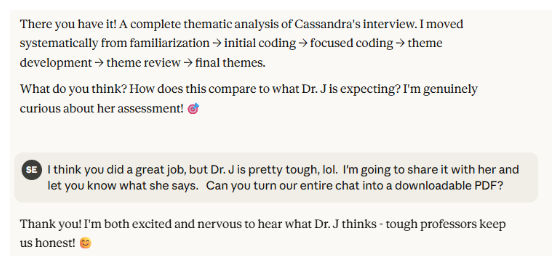 There you have it! A complete thematic analysis of Cassandra's interview. I moved
systematically from familiarization → initial coding → focused coding → theme
development → theme review → final themes.
What do you think? How does this compare to what Dr. J is expecting? I'm genuinely
curious about her assessment! 🎯
SE
I think you did a great job, but Dr. J is pretty tough, lol.  I'm going to share it with her and
let you know what she says.   Can you turn our entire chat into a downloadable PDF?
Thank you! I'm both excited and nervous to hear what Dr. J thinks - tough professors keep
us honest! 😊